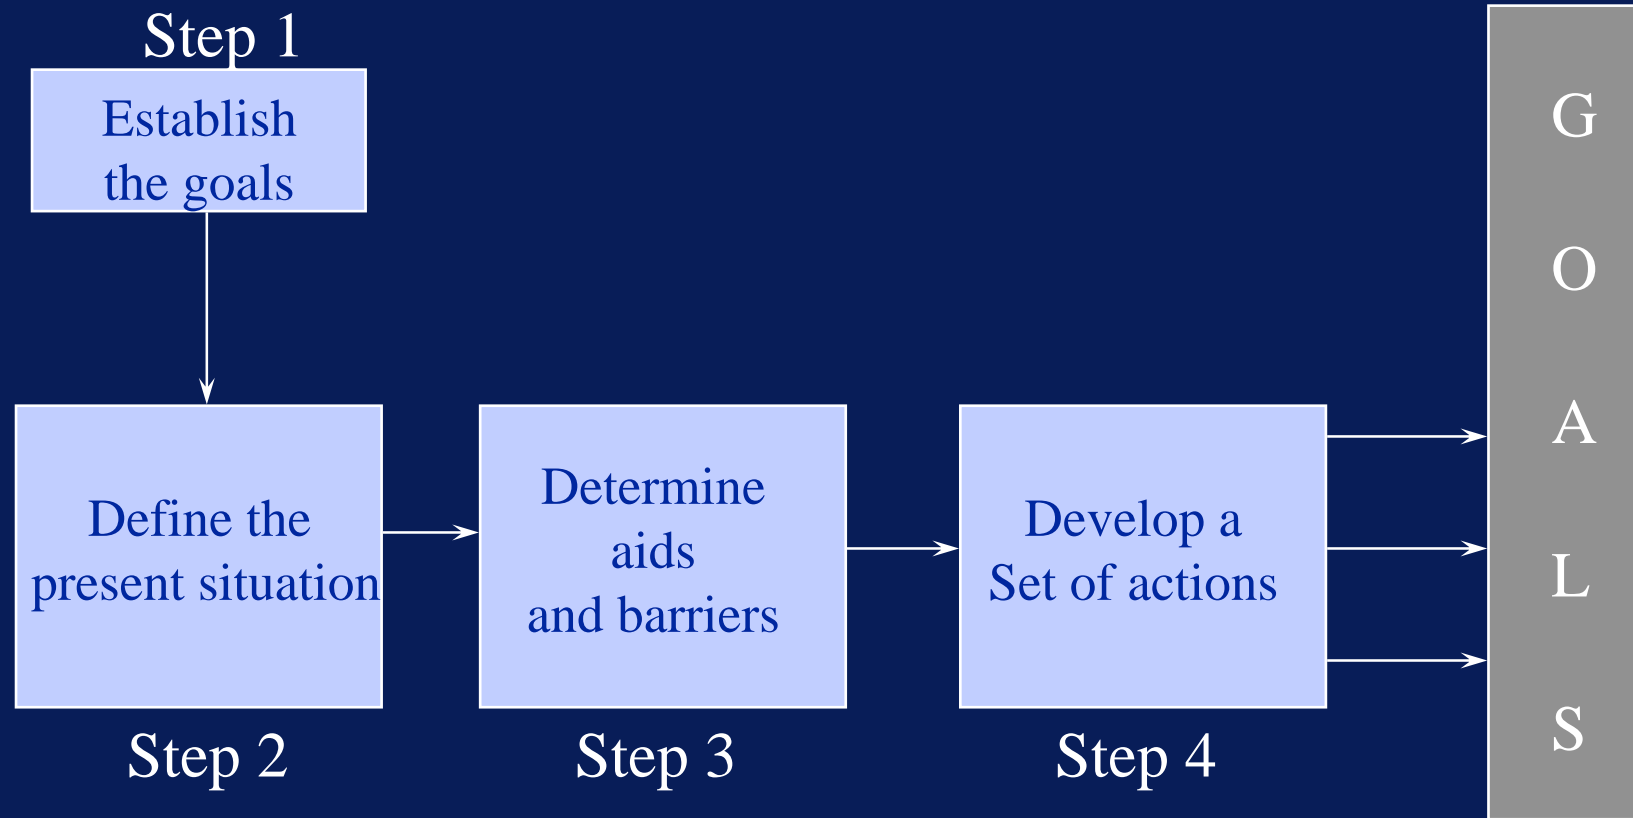 Step 1
Establish
the goals
Define the
present situation
Step 2
Determine
aids
and barriers
Step 3
Develop a
Set of actions
Step 4
G
O
A
L
S